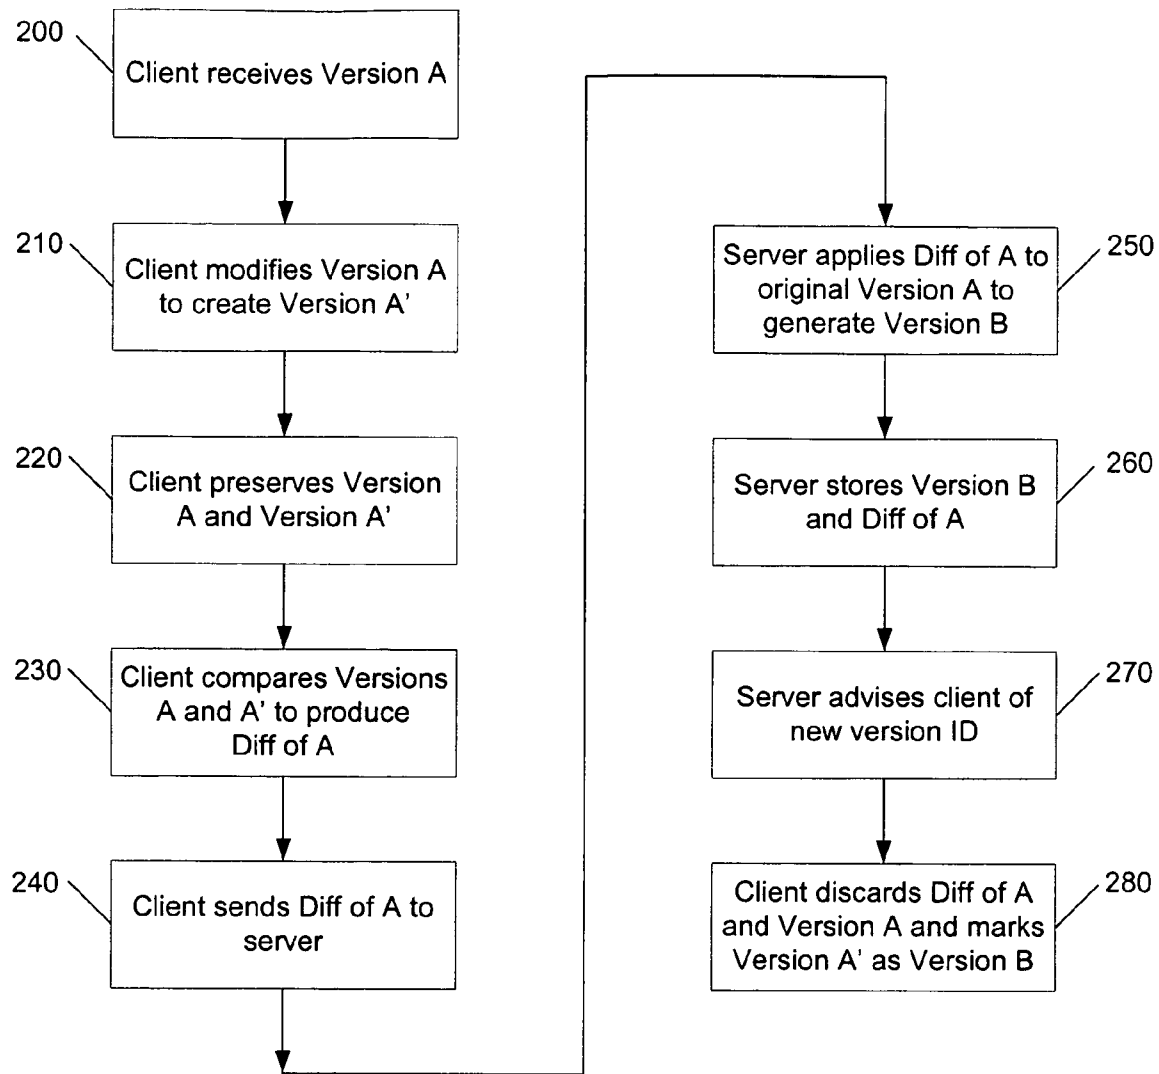 200
Client receives Version A
210
Client modifies Version A
to create Version A'
220
Client preserves Version
A and Version A'
230
Client compares Versions
A and A' to produce
Diff of A
240
Client sends Diff of A to
server
250
Server applies Diff of A to
original Version A to
generate Version B
260
Server stores Version B
and Diff of A
270
Server advises client of
new version ID
280
Client discards Diff of A
and Version A and marks
Version A' as Version B